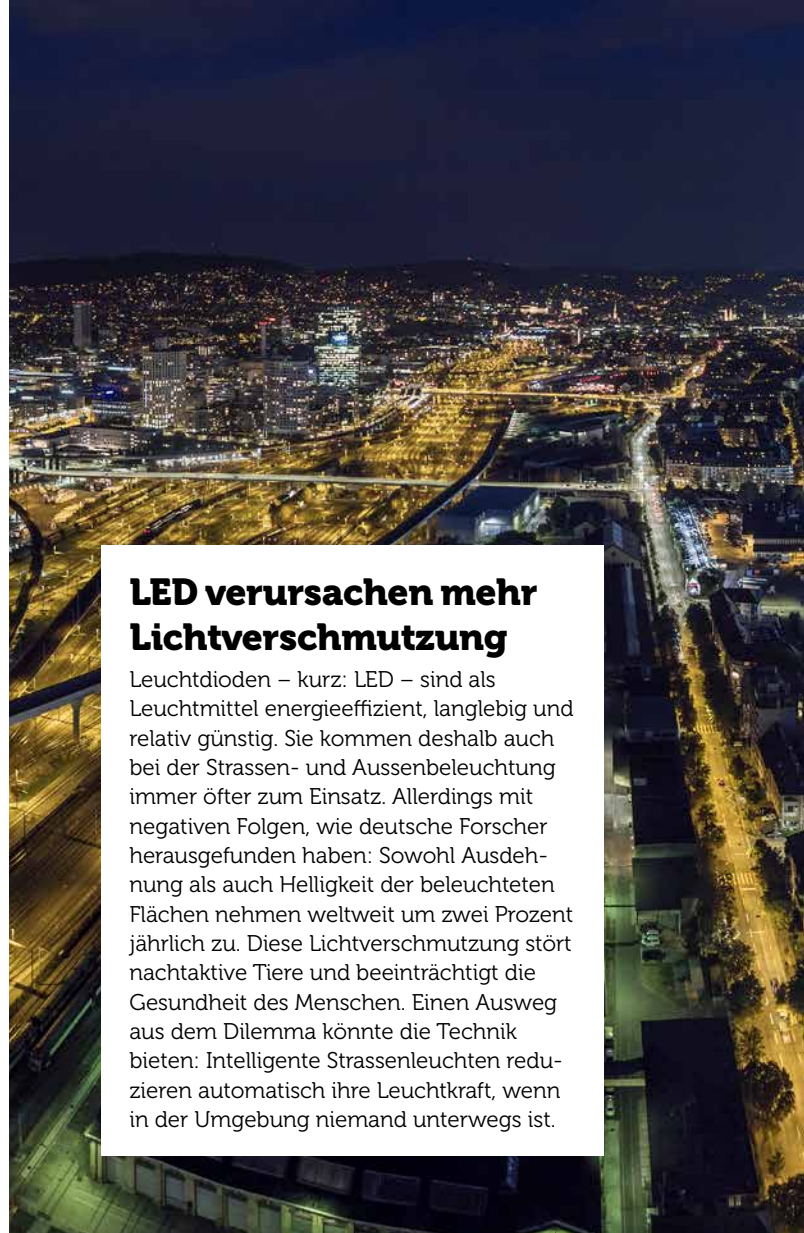 LED verursachen mehr
Lichtverschmutzung
Leuchtdioden – kurz: LED – sind als
Leuchtmittel energieeffizient, langlebig und
relativ günstig. Sie kommen deshalb auch
bei der Strassen- und Aussenbeleuchtung
immer öfter zum Einsatz. Allerdings mit
negativen Folgen, wie deutsche Forscher
herausgefunden haben: Sowohl Ausdeh-
nung als auch Helligkeit der beleuchteten
Flächen nehmen weltweit um zwei Prozent
jährlich zu. Diese Lichtverschmutzung stört
nachtaktive Tiere und beeinträchtigt die
Gesundheit des Menschen. Einen Ausweg
aus dem Dilemma könnte die Technik
bieten: Intelligente Strassenleuchten redu-
zieren automatisch ihre Leuchtkraft, wenn
in der Umgebung niemand unterwegs ist.